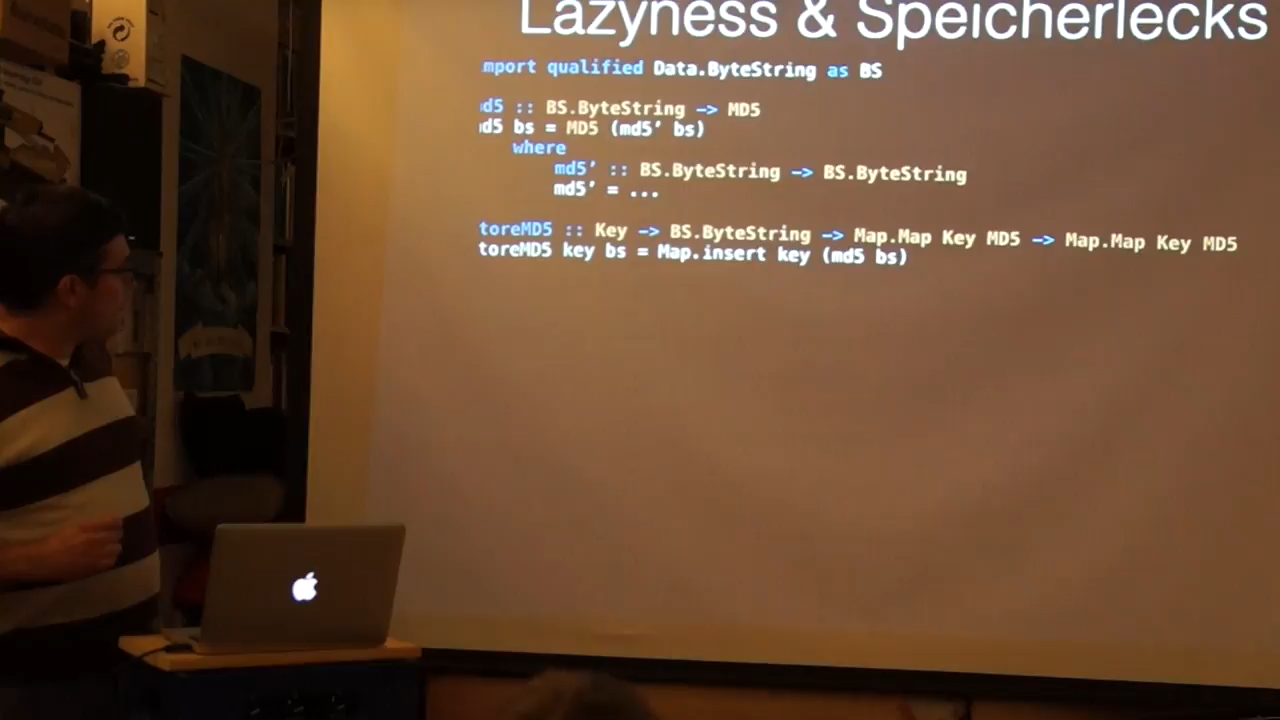 Lazyness & Speicherlecks
mport qualified Data.ByteString as BS
d5 :: BS.ByteString -> MD5
d5 bs = MD5 (md5' bs)
where
md5' :: BS.ByteString -> BS.ByteString
md5' = ...
toreMD5 :: Key -> BS.ByteString -> Map.Map Key MD5 -> Map.Map Key MD5
toreMD5 key bs = Map.insert key (md5 bs)